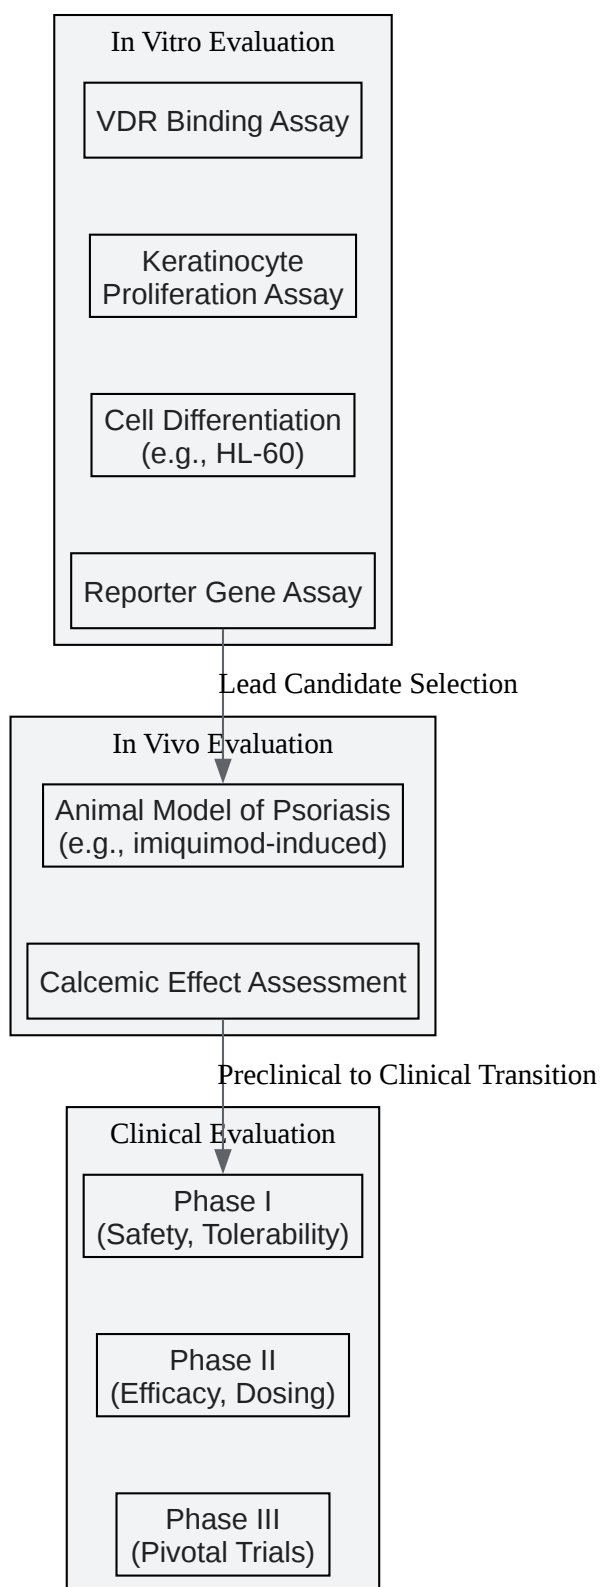 In Vitro Evaluation
VDR Binding Assay
Keratinocyte
Proliferation Assay
Cell Differentiation
(e.g., HL-60)
Reporter Gene Assay
Lead Candidate Selection
In Vivo Evaluation
Animal Model of Psoriasis
(e.g., imiquimod-induced)
Calcemic Effect Assessment
Preclinical to Clinical Transition
Clinical Evaluation
Phase I
(Safety, Tolerability)
Phase II
(Efficacy, Dosing)
Phase III
(Pivotal Trials)